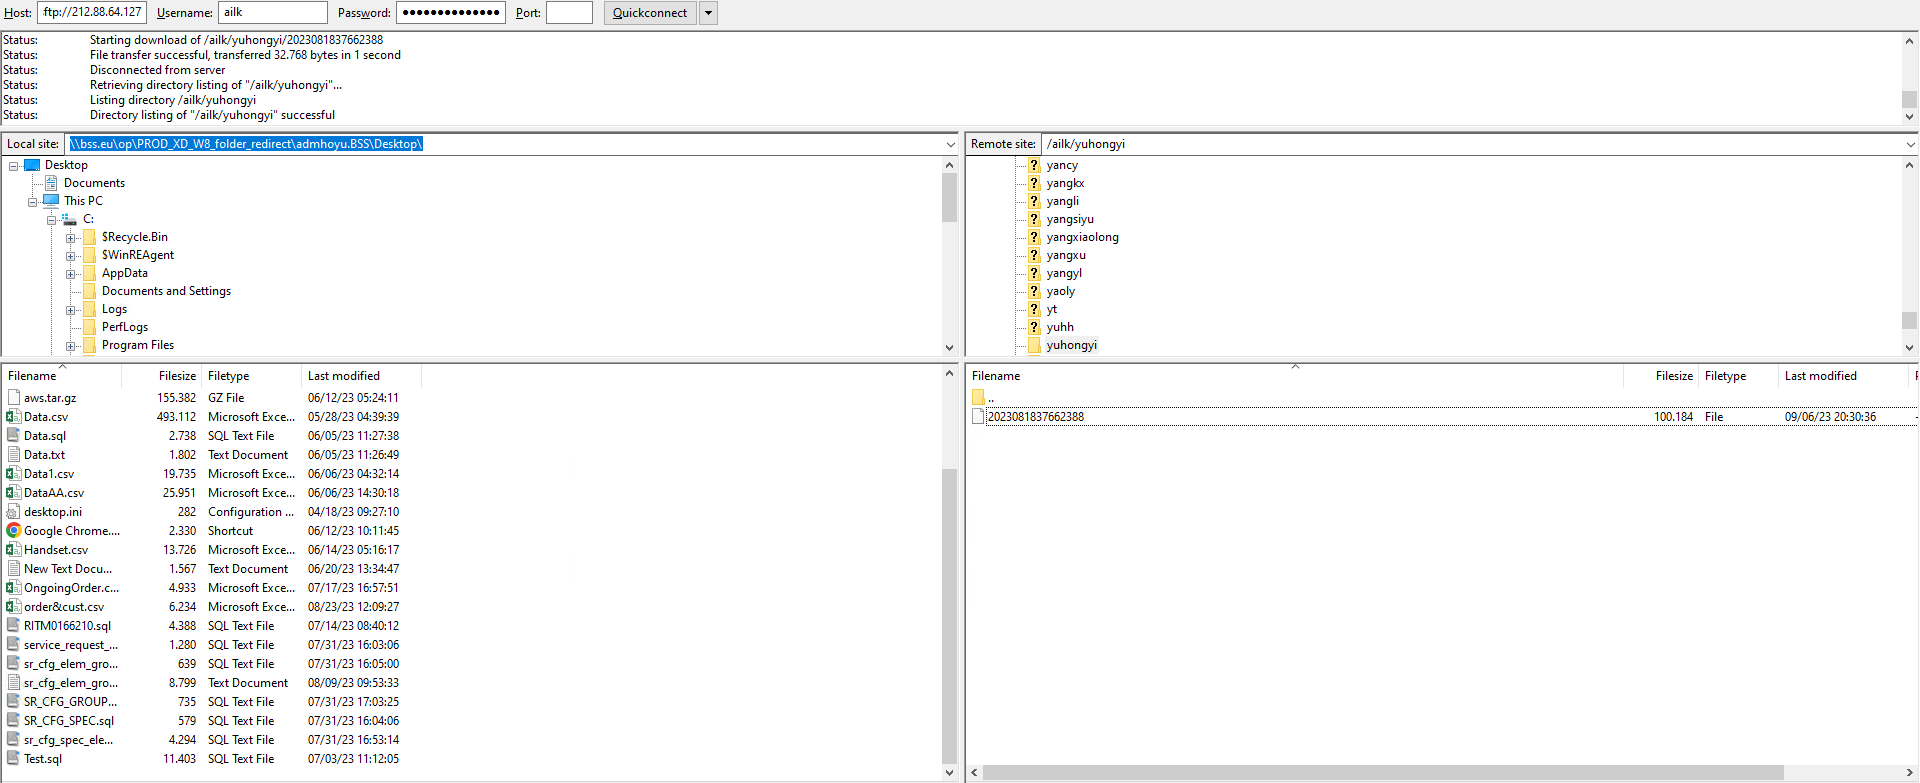 Host: ftp://212.88.64.127 Username: ailk Password: ●●●●●●●●●●●●●● Port: Quickconnect
Status: Starting download of /ailk/yuhongyi/2023081837662388
Status: File transfer successful, transferred 32.768 bytes in 1 second
Status: Disconnected from server
Status: Retrieving directory listing of "/ailk/yuhongyi"...
Status: Listing directory /ailk/yuhongyi
Status: Directory listing of "/ailk/yuhongyi" successful
Local site: \\bss.eu\op\PROD_XD_W8_folder_redirect\admhoyu.BSS\Desktop\
Desktop
Documents
This PC
C:
$Recycle.Bin
$WinREAgent
AppData
Documents and Settings
Logs
PerfLogs
Program Files
Remote site: /ailk/yuhongyi
yancy
yangkx
yangli
yangsiyu
yangxiaolong
yangxu
yangyl
yaoly
yt
yuhh
yuhongyi
Filename Filesize Filetype Last modified
aws.tar.gz 155.382 GZ File 06/12/23 05:24:11
Data.csv 493.112 Microsoft Exce... 05/28/23 04:39:39
Data.sql 2.738 SQL Text File 06/05/23 11:27:38
Data.txt 1.802 Text Document 06/05/23 11:26:49
Data1.csv 19.735 Microsoft Exce... 06/06/23 04:32:14
DataAA.csv 25.951 Microsoft Exce... 06/06/23 14:30:18
desktop.ini 282 Configuration ... 04/18/23 09:27:10
Google Chrome.... 2.330 Shortcut 06/12/23 10:11:45
Handset.csv 13.726 Microsoft Exce... 06/14/23 05:16:17
New Text Docu... 1.567 Text Document 06/20/23 13:34:47
OngoingOrder.c... 4.933 Microsoft Exce... 07/17/23 16:57:51
order&cust.csv 6.234 Microsoft Exce... 08/23/23 12:09:27
RITM0166210.sql 4.388 SQL Text File 07/14/23 08:40:12
service_request_... 1.280 SQL Text File 07/31/23 16:03:06
sr_cfg_elem_gro... 639 SQL Text File 07/31/23 16:05:00
sr_cfg_elem_gro... 8.799 Text Document 08/09/23 09:53:33
SR_CFG_GROUP... 735 SQL Text File 07/31/23 17:03:25
SR_CFG_SPEC.sql 579 SQL Text File 07/31/23 16:04:06
sr_cfg_spec_ele... 4.294 SQL Text File 07/31/23 16:53:14
Test.sql 11.403 SQL Text File 07/03/23 11:12:05
Filename Filesize Filetype Last modified
..
2023081837662388 100.184 File 09/06/23 20:30:36